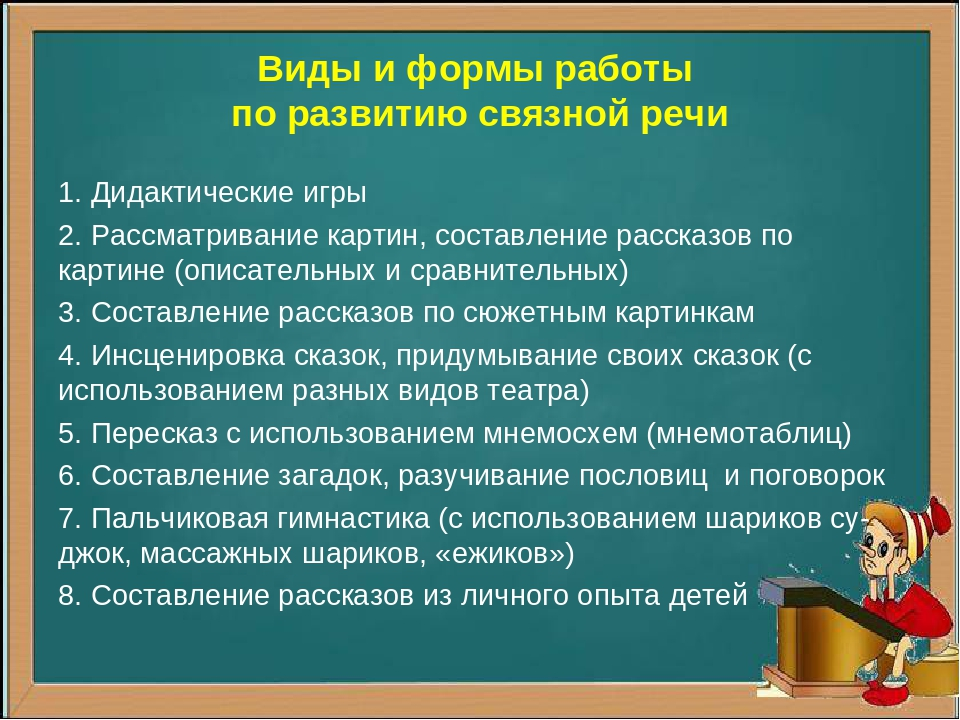 Виды и формы работы
по развитию связной речи
1. Дидактические игры
2. Рассматривание картин, составление рассказов по
картине (описательных и сравнительных)
3. Составление рассказов по сюжетным картинкам
4. Инсценировка сказок, придумывание своих сказок (с
использованием разных видов театра)
5. Пересказ с использованием мнемосхем (мнемотаблиц)
6. Составление загадок, разучивание пословиц  и поговорок
7. Пальчиковая гимнастика (с использованием шариков су-
джок, массажных шариков, «ежиков»)
8. Составление рассказов из личного опыта детей